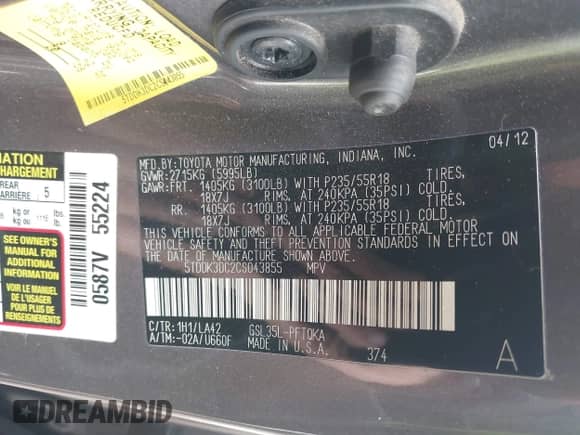 5TDDK3DC2CS043855
MFD.BY:TOYOTA MOTOR MANUFACTURING, INDIANA, INC. 04/12
GVWR:2715KG (5995LB)
GAWR:FRT. 1405KG (3100LB) WITH P235/55R18 TIRES,
18X7J RIMS, AT 240KPA (35PSI) COLD.
RR. 1405KG (3100LB) WITH P235/55R18 TIRES,
18X7J RIMS, AT 240KPA (35PSI) COLD.
THIS VEHICLE CONFORMS TO ALL APPLICABLE FEDERAL MOTOR
VEHICLE SAFETY AND THEFT PREVENTION STANDARDS IN EFFECT ON
THE DATE OF MANUFACTURE SHOWN ABOVE.
5TDDK3DC2CS043855 MPV
C/TR:1H1/LA42 GSL35L-PFTQKA
A/TM:-02A/U660F MADE IN U.S.A. 374 A
REAR 5
ARRIÈRE
lbs.
lb.
SEE OWNER'S
MANUAL FOR
ADDITIONAL
INFORMATION
VOIR LE MANUEL
DE L'USAGER
POUR PLUS DE
RENSEIGNEMENTS
0587V 55224
DREAMBID